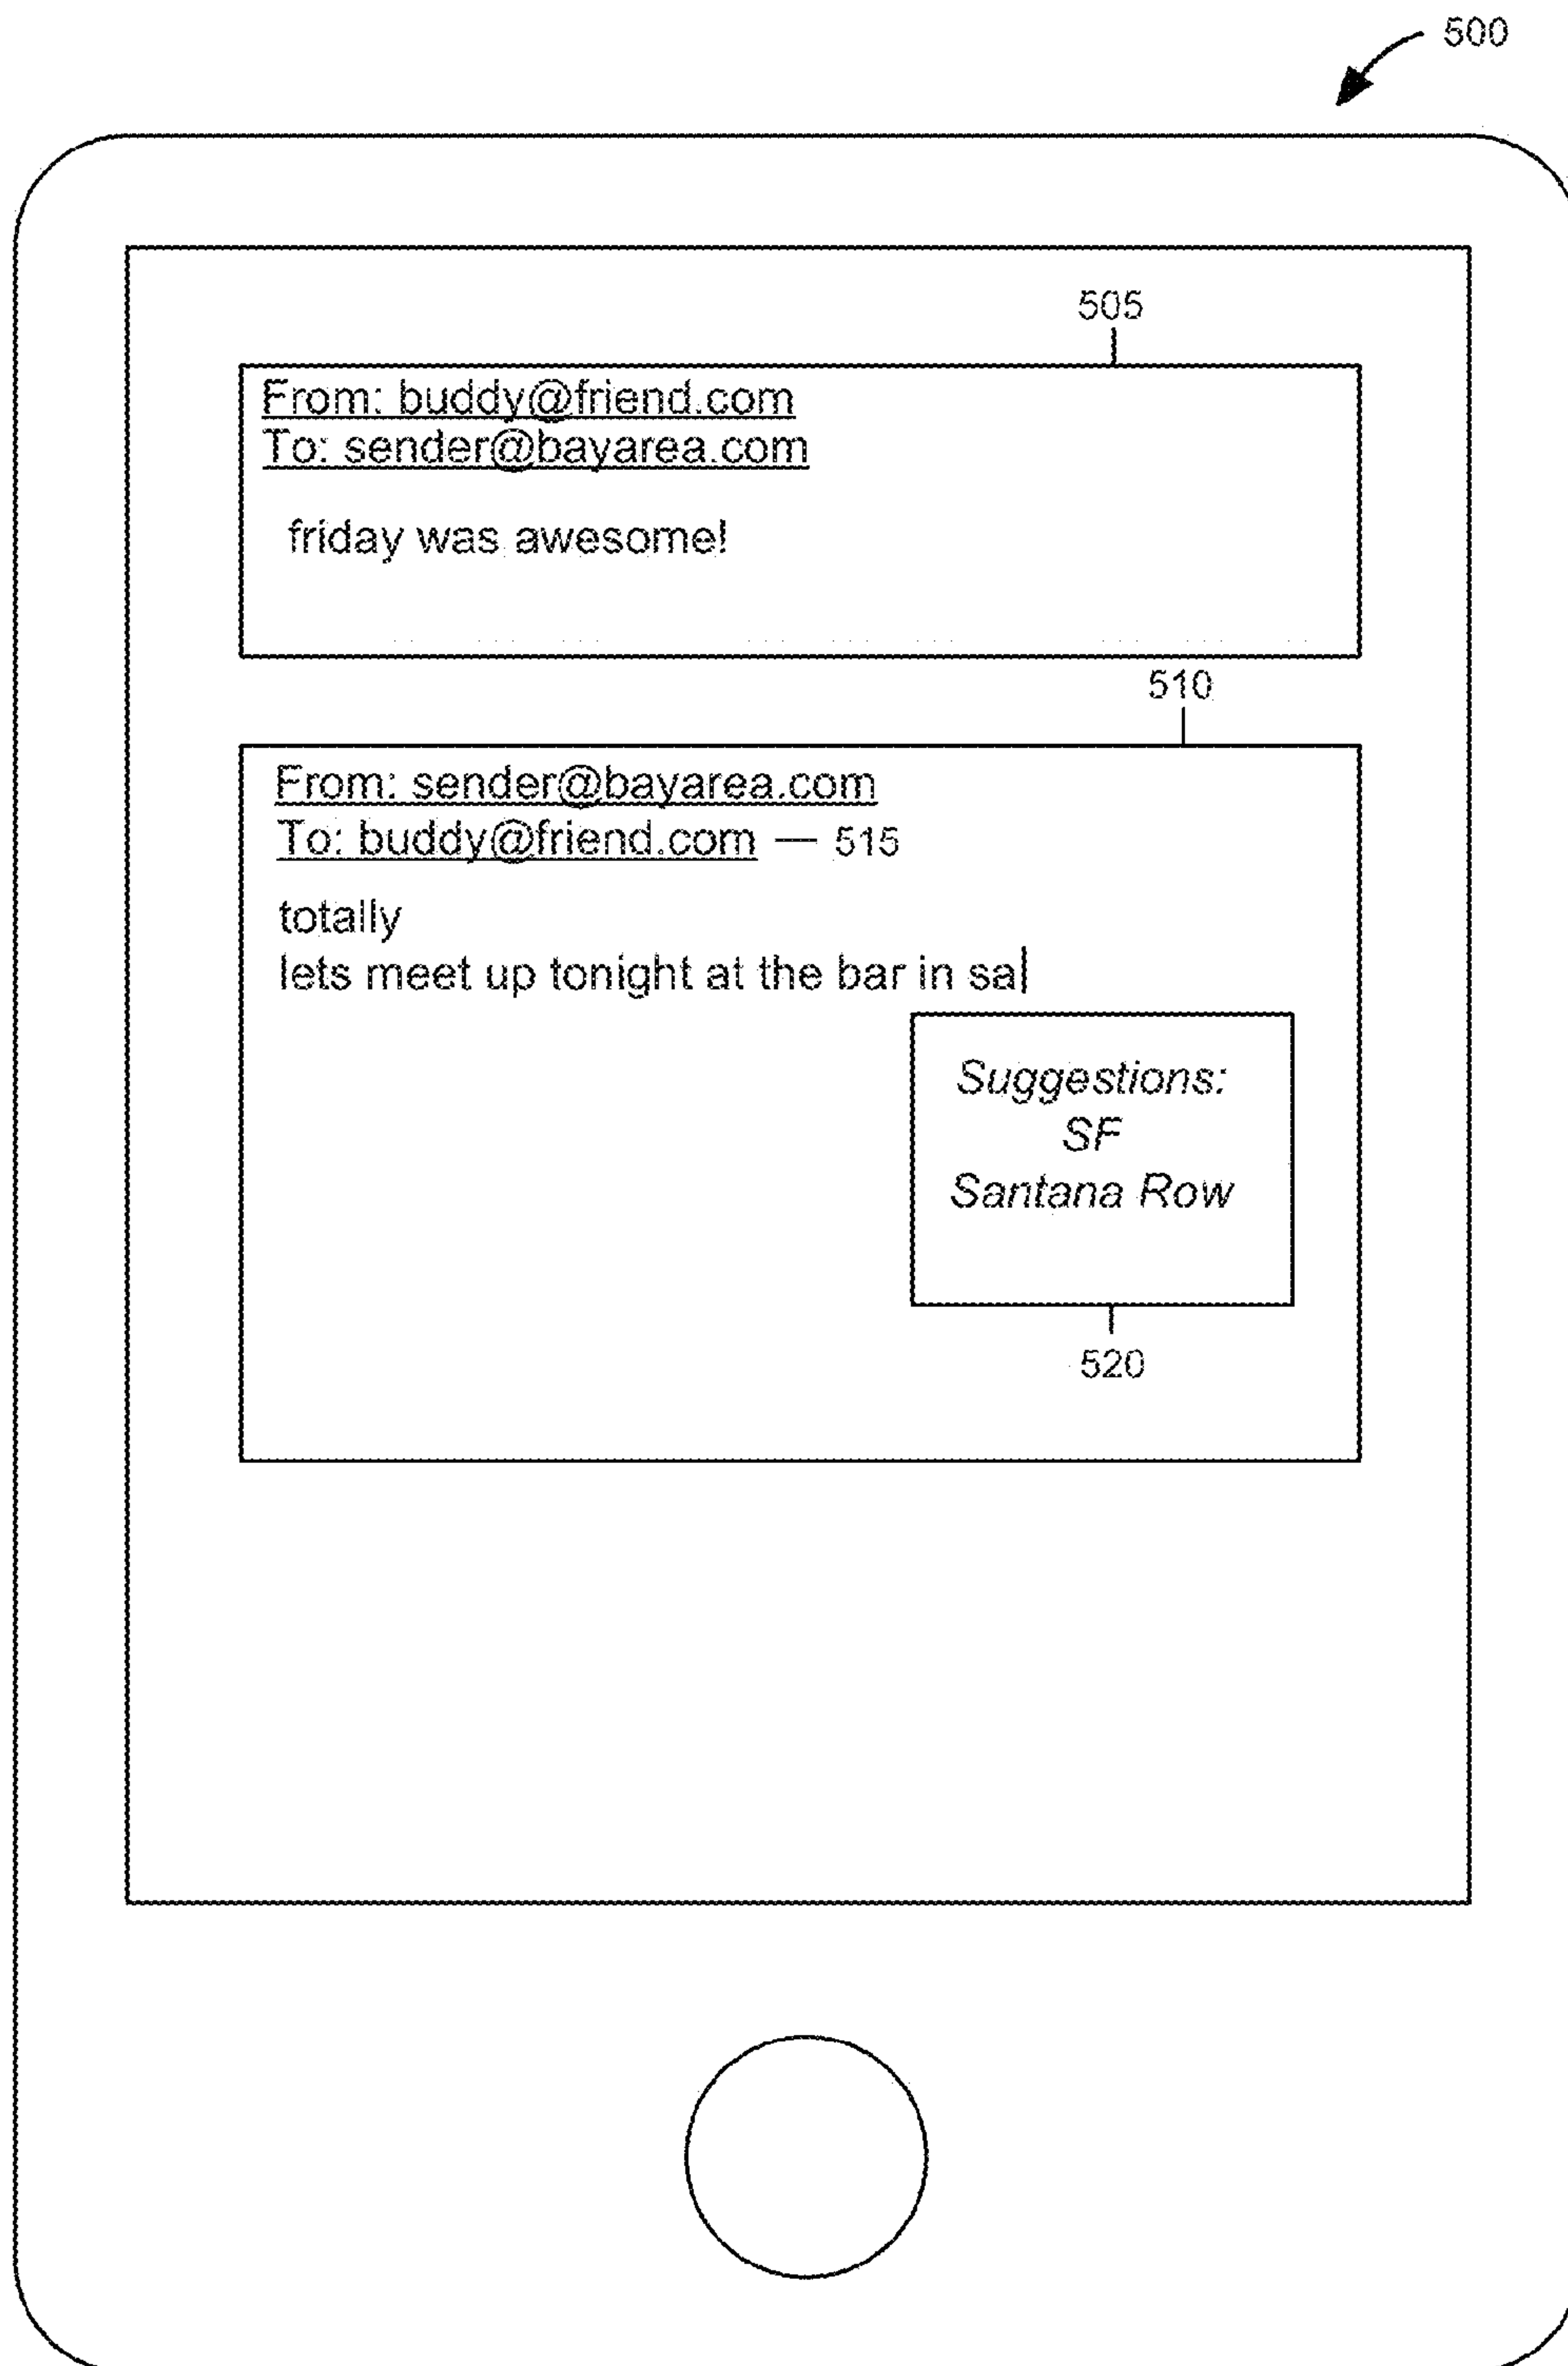 500
505
From: buddy@friend.com
To: sender@bayarea.com
friday was awesome!
510
From: sender@bayarea.com
To: buddy@friend.com — 515
totally
lets meet up tonight at the bar in sa|
Suggestions:
SF
Santana Row
520